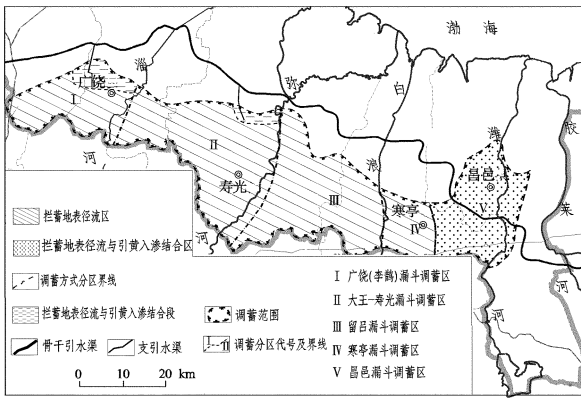 渤海
淄
河
弥
河
白
浪
河
潍
河
胶
莱
河
广饶
寿光
寒亭
昌邑
Ⅰ
Ⅱ
Ⅲ
Ⅳ
Ⅴ
拦蓄地表径流区
拦蓄地表径流与引黄入渗结合区
调蓄方式分区界线
拦蓄地表径流与引黄入渗结合段
骨干引水渠
支引水渠
调蓄范围
Ⅰ 调蓄分区代号及界线
0 10 20 km
Ⅰ 广饶(李鹊)漏斗调蓄区
Ⅱ 大王—寿光漏斗调蓄区
Ⅲ 留吕漏斗调蓄区
Ⅳ 寒亭漏斗调蓄区
Ⅴ 昌邑漏斗调蓄区